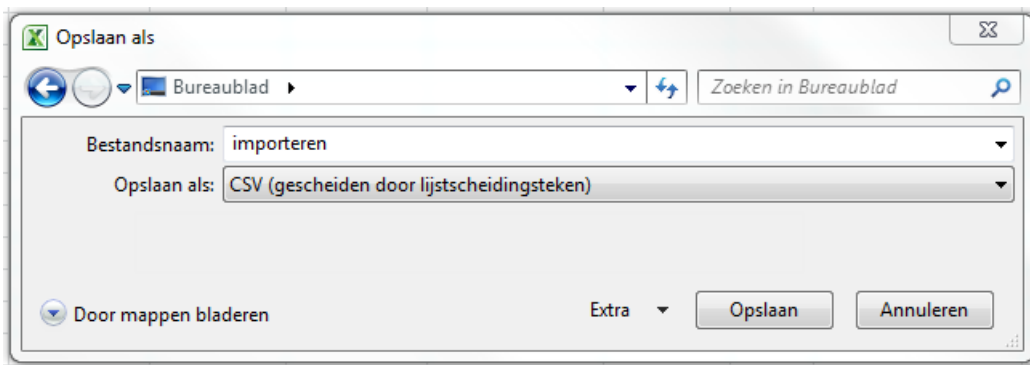 Opslaan als
Bureaublad
Zoeken in Bureaublad
Bestandsnaam: importeren
Opslaan als: CSV (gescheiden door lijstscheidingsteken)
Door mappen bladeren Extra Opslaan Annuleren